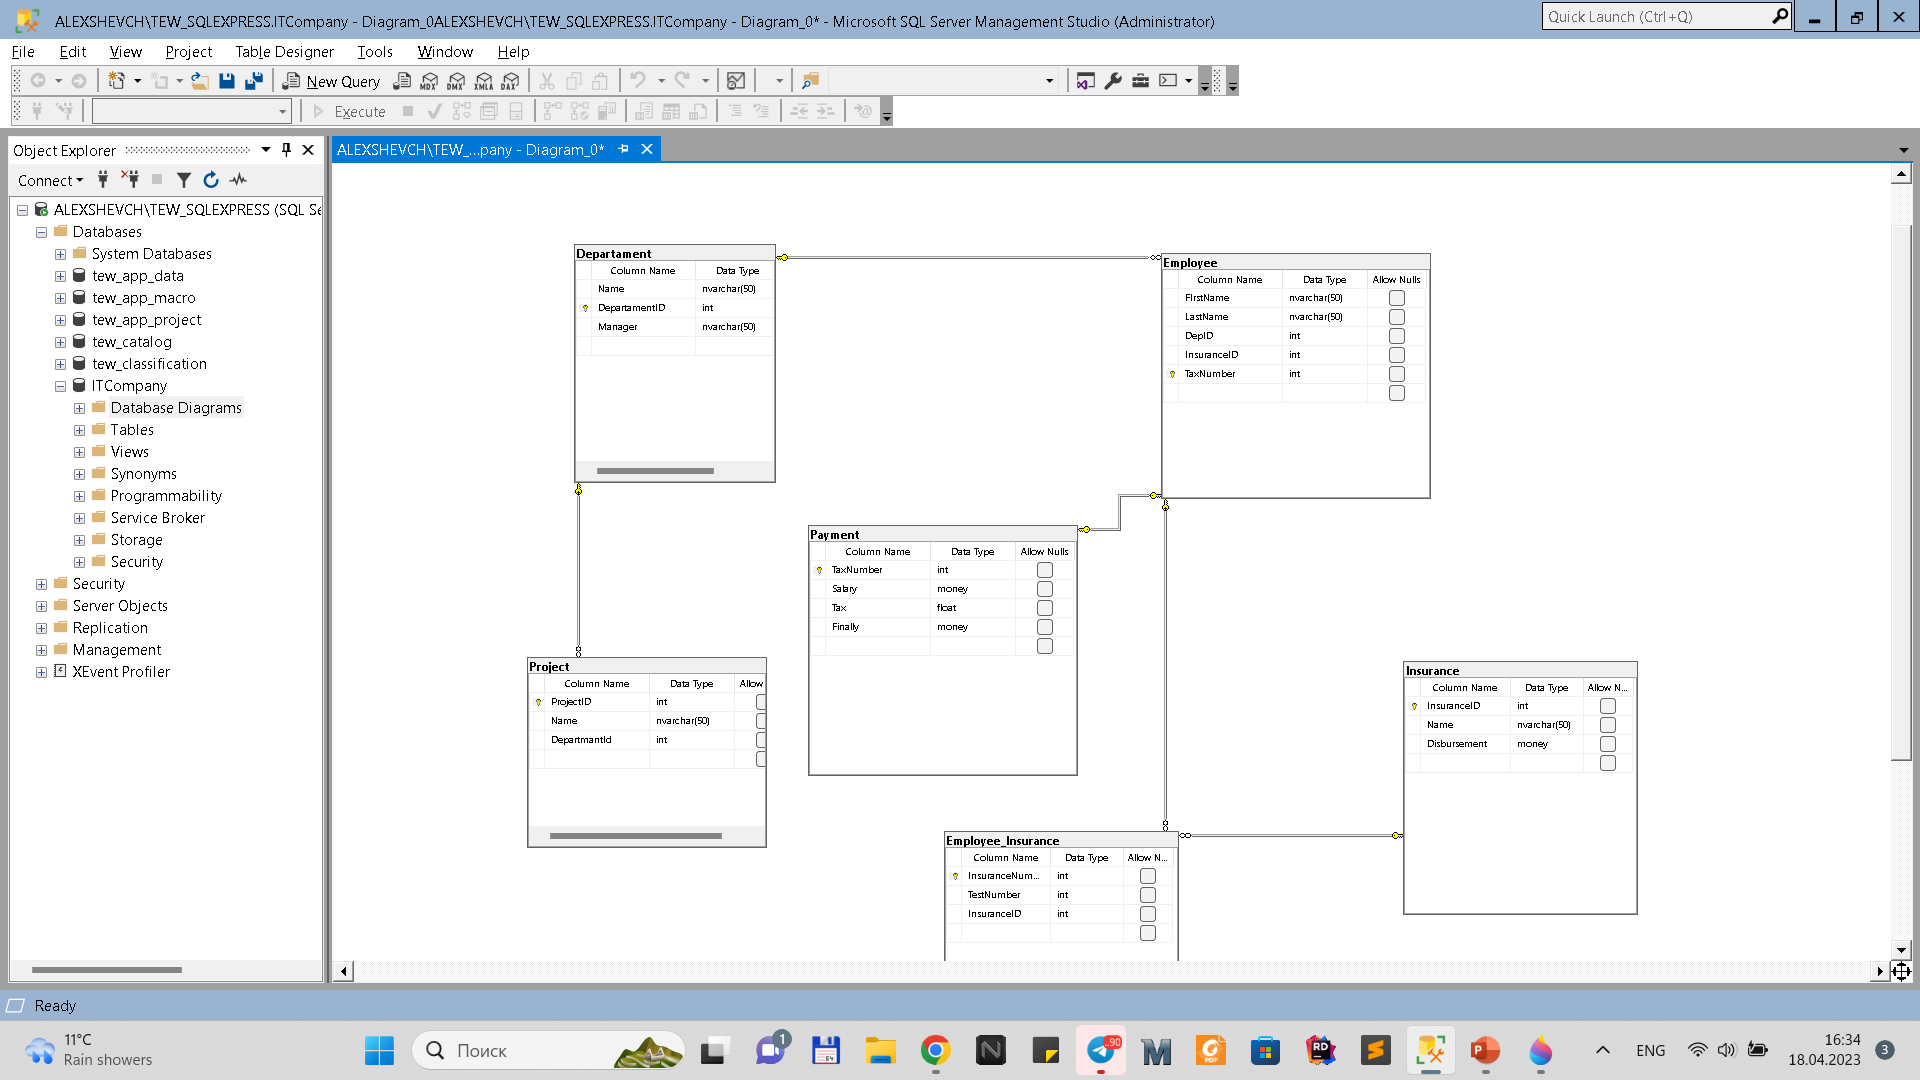 ALEXSHEVCH\TEW_SQLEXPRESS.ITCompany - Diagram_0ALEXSHEVCH\TEW_SQLEXPRESS.ITCompany - Diagram_0* - Microsoft SQL Server Management Studio (Administrator)
Quick Launch (Ctrl+Q)
File Edit View Project Table Designer Tools Window Help
New Query MDX DMX XMLA DAX
Execute
Object Explorer
ALEXSHEVCH\TEW_...pany - Diagram_0*
Connect
ALEXSHEVCH\TEW_SQLEXPRESS (SQL Se
Databases
System Databases
tew_app_data
tew_app_macro
tew_app_project
tew_catalog
tew_classification
ITCompany
Database Diagrams
Tables
Views
Synonyms
Programmability
Service Broker
Storage
Security
Security
Server Objects
Replication
Management
XEvent Profiler
Departament
Column Name Data Type
Name nvarchar(50)
DepartamentID int
Manager nvarchar(50)
Employee
Column Name Data Type Allow Nulls
FIrstName nvarchar(50)
LastName nvarchar(50)
DepID int
InsuranceID int
TaxNumber int
Payment
Column Name Data Type Allow Nulls
TaxNumber int
Salary money
Tax float
Finally money
Project
Column Name Data Type Allow
ProjectID int
Name nvarchar(50)
DepartmantId int
Insurance
Column Name Data Type Allow N...
InsuranceID int
Name nvarchar(50)
Disbursement money
Employee_Insurance
Column Name Data Type Allow N...
InsuranceNum... int
TestNumber int
InsuranceID int
Ready
11°C
Rain showers
Поиск
1
64
.90
ENG
16:34
18.04.2023
3